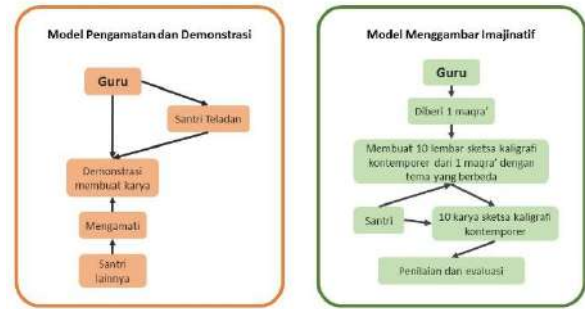 Model Pengamatan dan Demonstrasi
Guru
Santri Teladan
Demonstrasi
membuat karya
Mengamati
Santri
lainnya
Model Menggambar Imajinatif
Guru
Diberi 1 maqra'
Membuat 10 lembar sketsa kaligrafi
kontemporer dari 1 maqra' dengan
tema yang berbeda
Santri
10 karya sketsa kaligrafi
kontemporer
Penilaian dan evaluasi